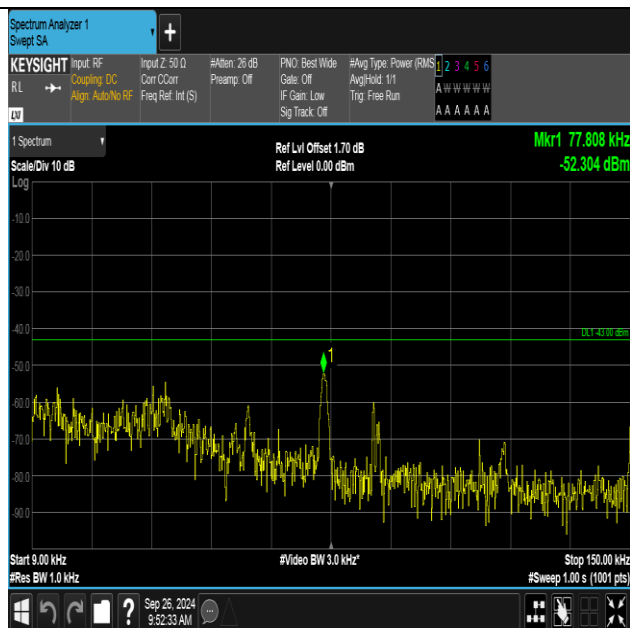 Spectrum Analyzer 1
Swept SA
+
KEYSIGHT
RL
LXI
Input: RF
Coupling: DC
Align: Auto/No RF
Input Z: 50 Ω
Corr CCorr
Freq Ref: Int (S)
#Atten: 26 dB
Preamp: Off
PNO: Best Wide
Gate: Off
IF Gain: Low
Sig Track: Off
#Avg Type: Power (RMS
Avg|Hold: 1/1
Trig: Free Run
1 2 3 4 5 6
A W W W W W
A A A A A A
1 Spectrum
Scale/Div 10 dB
Ref Lvl Offset 1.70 dB
Ref Level 0.00 dBm
Mkr1 77.808 kHz
-52.304 dBm
Log
-10.0
-20.0
-30.0
-40.0
DL1 -43.00 dBm
1
-50.0
-60.0
-70.0
-80.0
-90.0
Start 9.00 kHz
#Video BW 3.0 kHz*
Stop 150.00 kHz
#Res BW 1.0 kHz
#Sweep 1.00 s (1001 pts)
?
Sep 26, 2024
9:52:33 AM